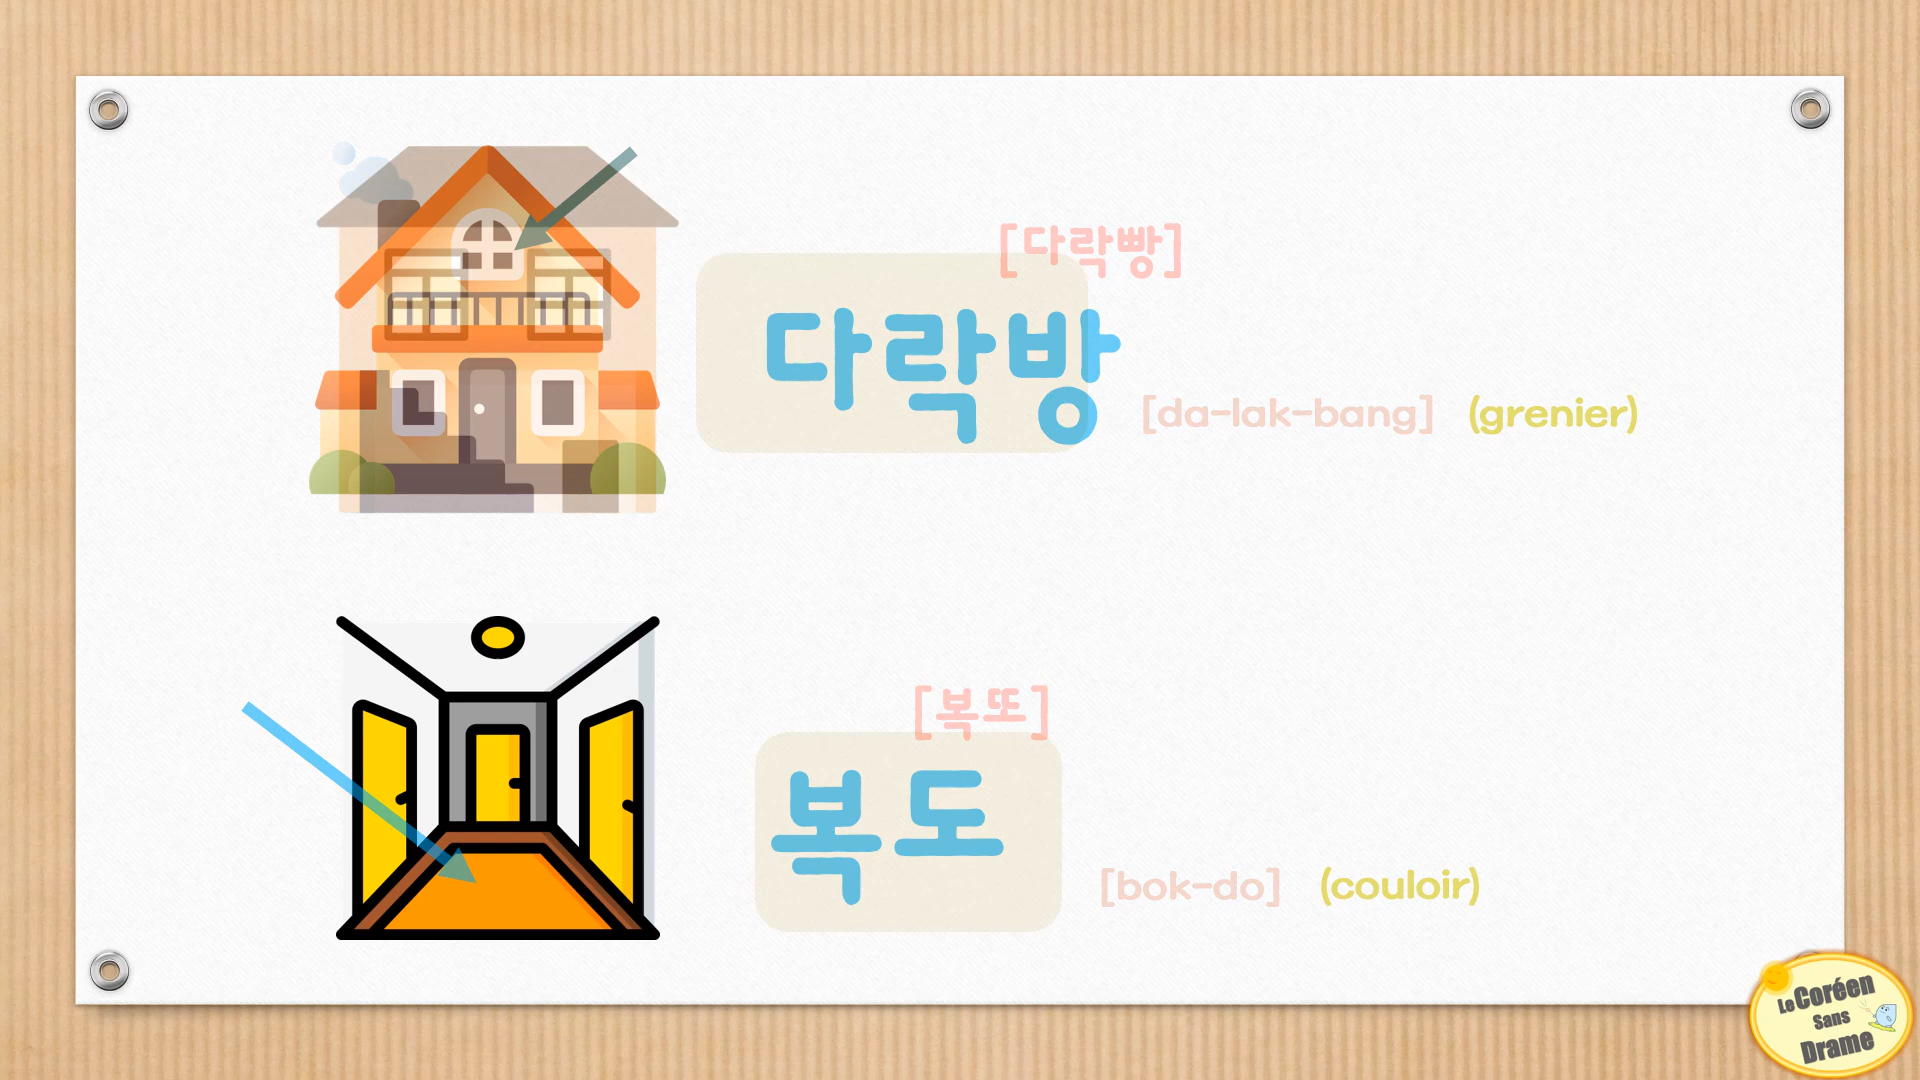 [다락빵]
다락방 [da-lak-bang] (grenier)
[복또]
복도 [bok-do] (couloir)
Le Coréen
Sans
Drame